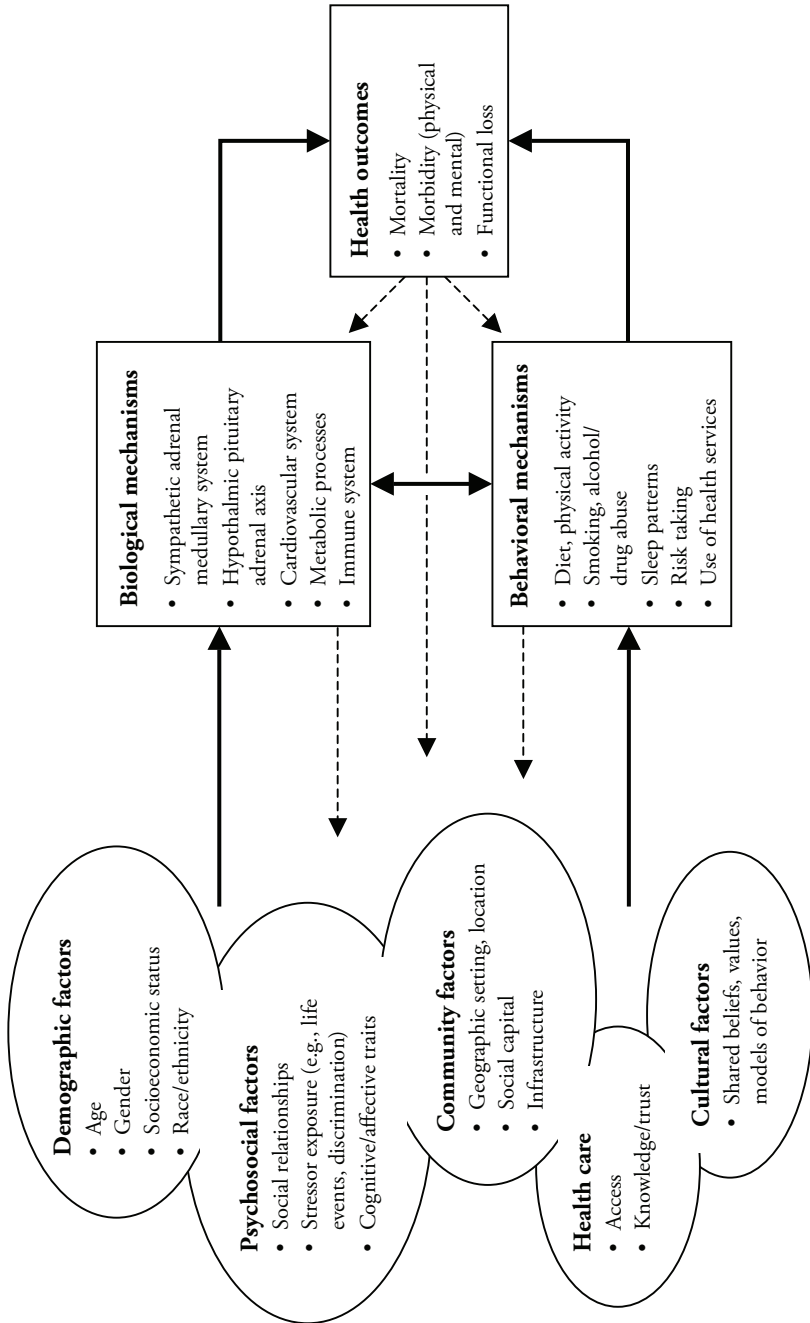 Demographic factors
• Age
• Gender
• Socioeconomic status
• Race/ethnicity
Psychosocial factors
• Social relationships
• Stressor exposure (e.g., life
events, discrimination)
• Cognitive/affective traits
Community factors
• Geographic setting, location
• Social capital
• Infrastructure
Health care
• Access
• Knowledge/trust
Cultural factors
• Shared beliefs, values,
models of behavior
Biological mechanisms
• Sympathetic adrenal
medullary system
• Hypothalmic pituitary
adrenal axis
• Cardiovascular system
• Metabolic processes
• Immune system
Behavioral mechanisms
• Diet, physical activity
• Smoking, alcohol/
drug abuse
• Sleep patterns
• Risk taking
• Use of health services
Health outcomes
• Mortality
• Morbidity (physical
and mental)
• Functional loss